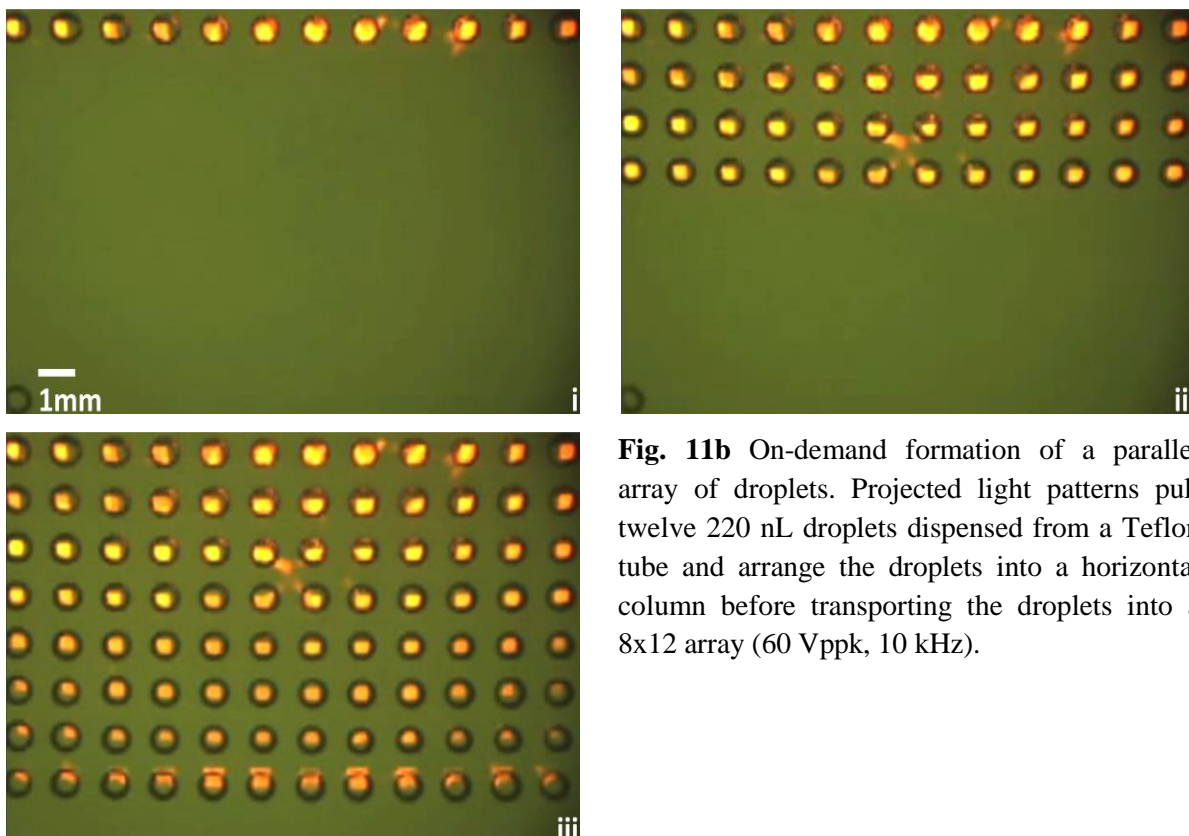 1mm
i
ii
iii
Fig. 11b On-demand formation of a paralle
array of droplets. Projected light patterns pul
twelve 220 nL droplets dispensed from a Teflon
tube and arrange the droplets into a horizonta
column before transporting the droplets into
8x12 array (60 Vppk, 10 kHz).